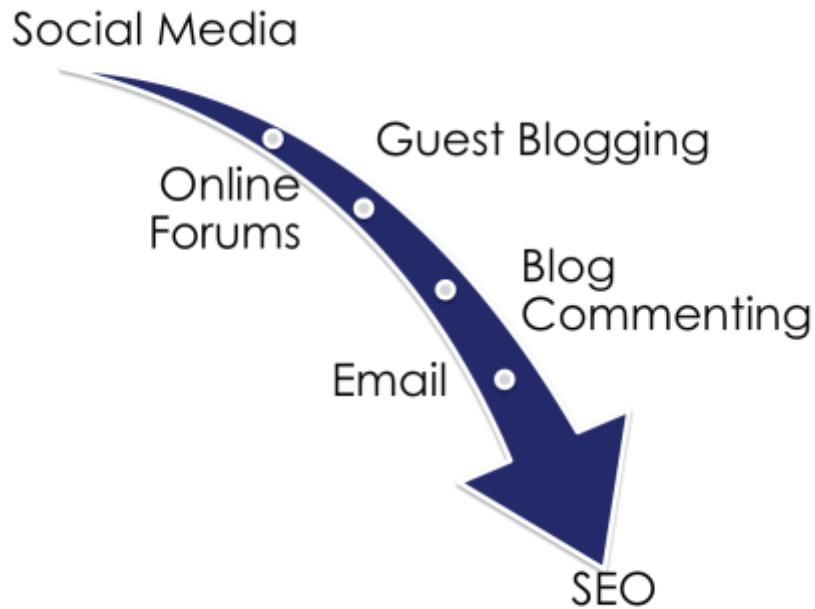 Social Media
Guest Blogging
Online
Forums
Blog
Commenting
Email
SEO